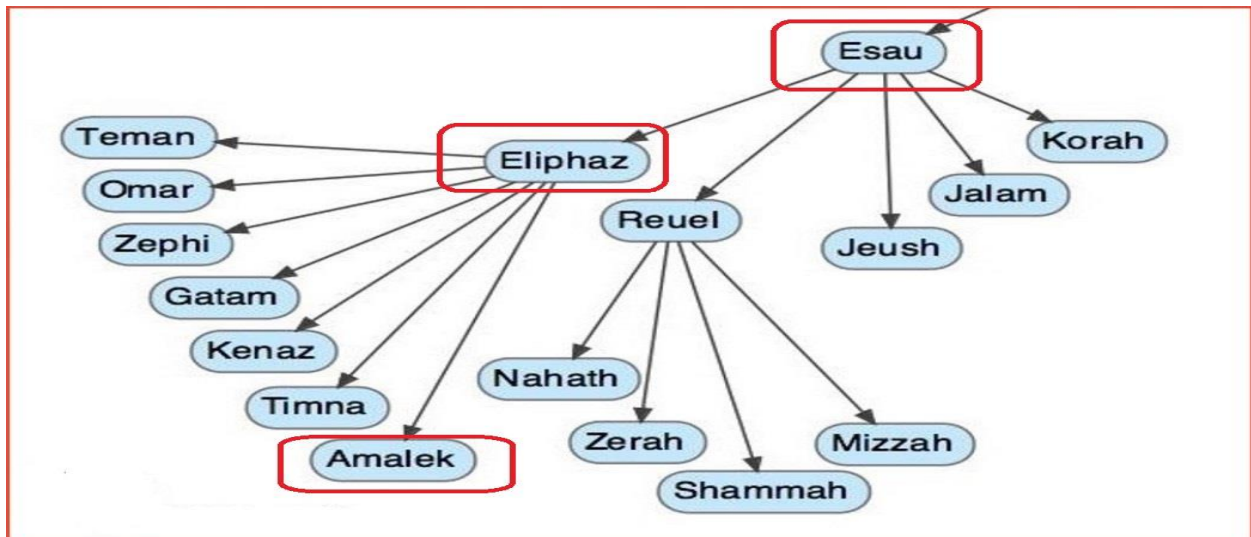 Esau
Teman
Eliphaz
Korah
Omar
Jalam
Reuel
Zephi
Jeush
Gatam
Kenaz
Nahath
Timna
Zerah
Mizzah
Amalek
Shammah